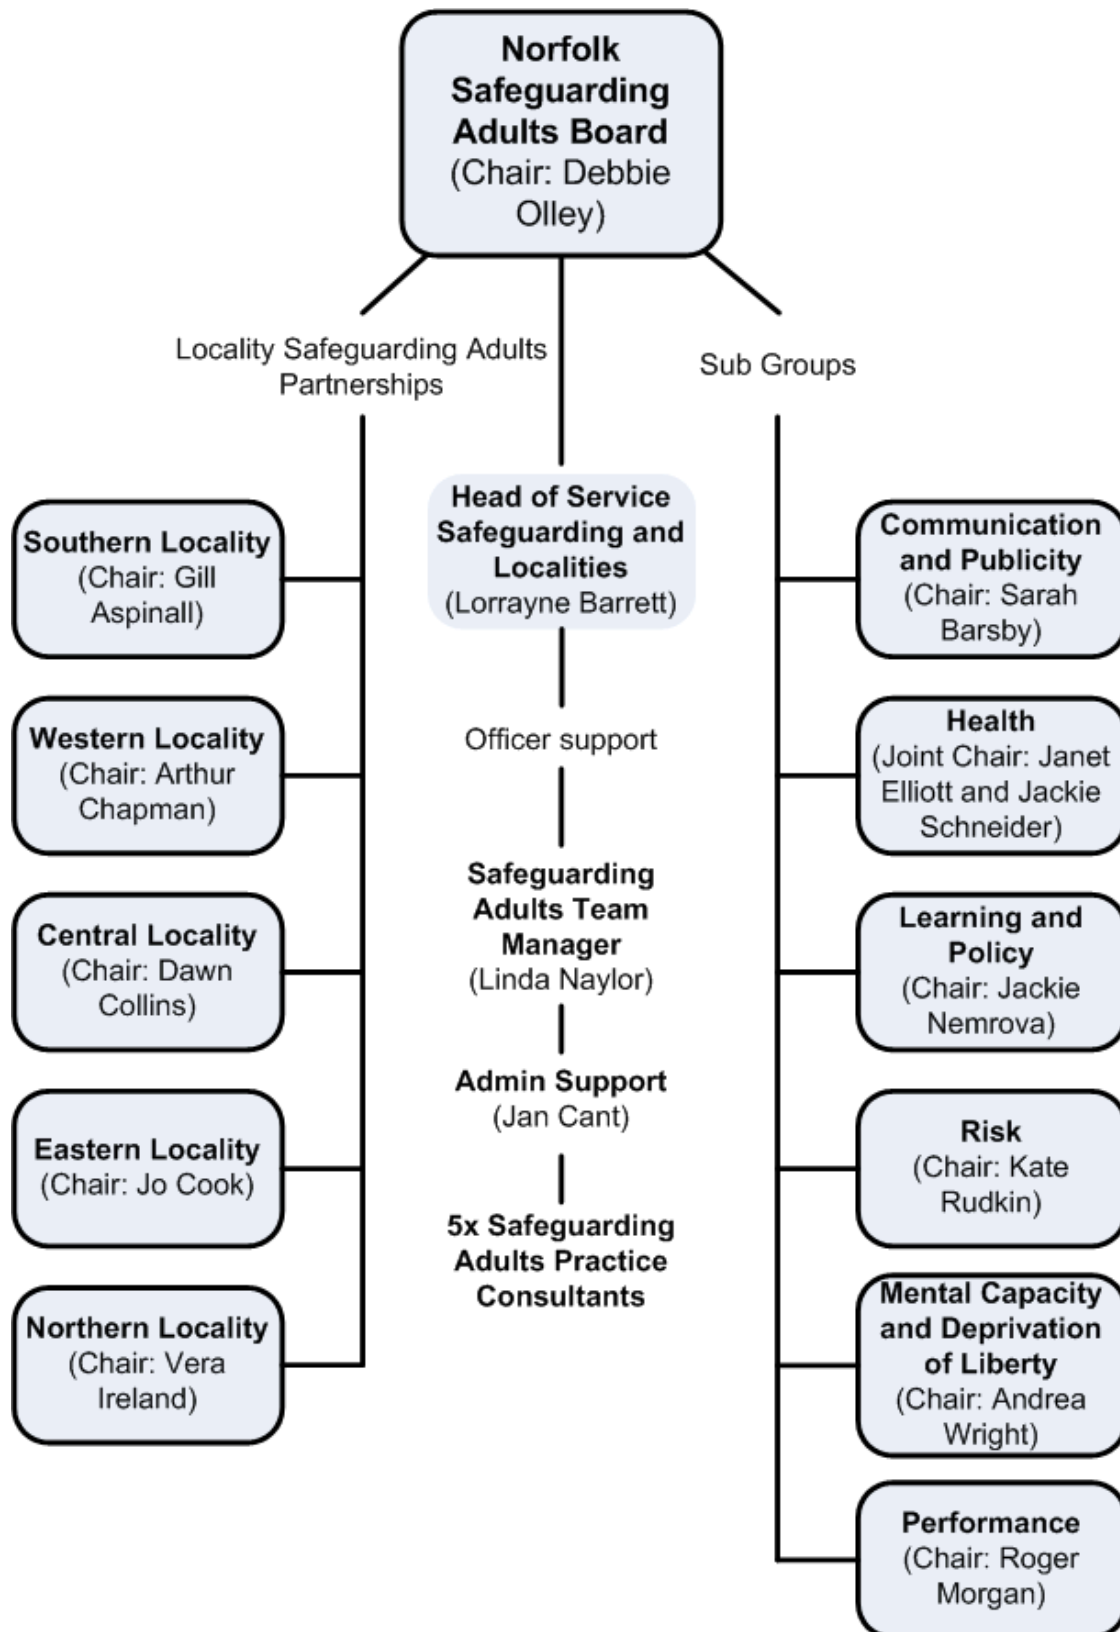 Norfolk
Safeguarding
Adults Board
(Chair: Debbie
Olley)
Locality Safeguarding Adults
Partnerships
Southern Locality
(Chair: Gill
Aspinall)
Western Locality
(Chair: Arthur
Chapman)
Central Locality
(Chair: Dawn
Collins)
Eastern Locality
(Chair: Jo Cook)
Northern Locality
(Chair: Vera
Ireland)
Head of Service
Safeguarding and
Localities
(Lorrayne Barrett)
Officer support
Safeguarding
Adults Team
Manager
(Linda Naylor)
Admin Support
(Jan Cant)
5x Safeguarding
Adults Practice
Consultants
Sub Groups
Communication
and Publicity
(Chair: Sarah
Barsby)
Health
(Joint Chair: Janet
Elliott and Jackie
Schneider)
Learning and
Policy
(Chair: Jackie
Nemrova)
Risk
(Chair: Kate
Rudkin)
Mental Capacity
and Deprivation
of Liberty
(Chair: Andrea
Wright)
Performance
(Chair: Roger
Morgan)